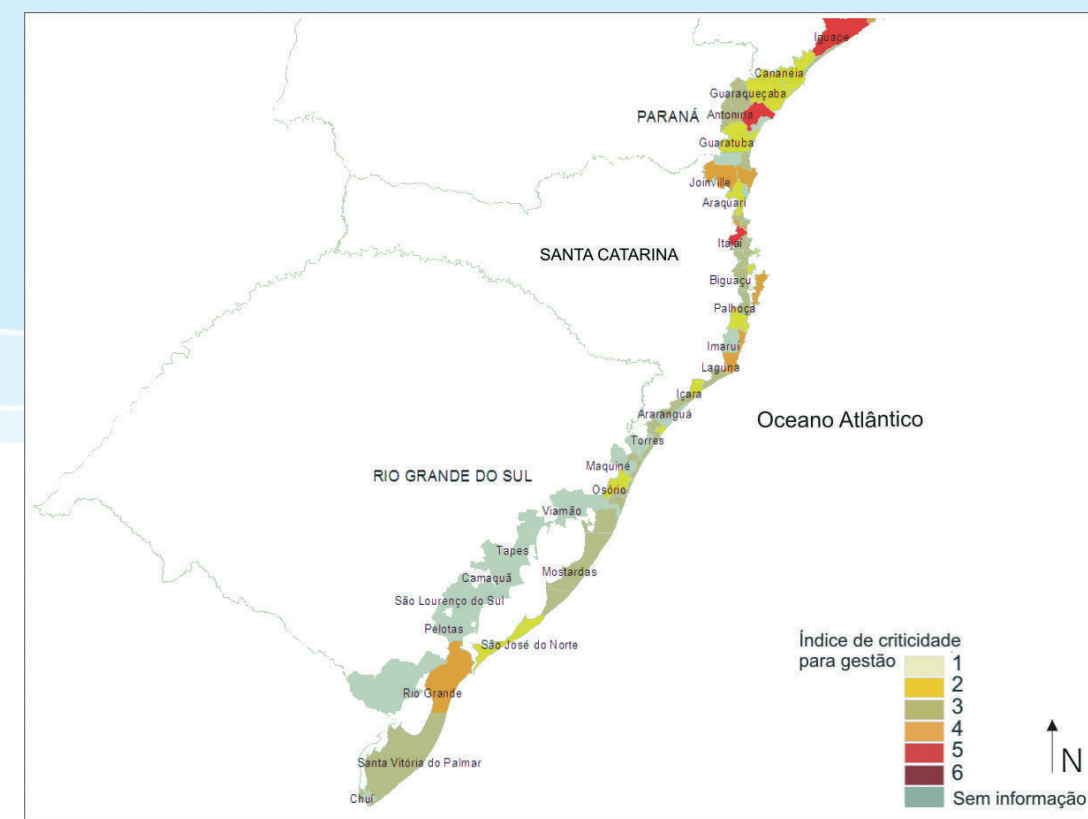 Iguape
Cananéia
Guaraqueçaba
PARANÁ
Antonina
Guaratuba
Joinville
Araquari
Itajaí
SANTA CATARINA
Biguaçu
Palhoça
Imaruí
Laguna
Içara
Araranguá
Oceano Atlântico
Torres
Maquiné
RIO GRANDE DO SUL
Osório
Viamão
Tapes
Mostardas
Camaquã
São Lourenço do Sul
Pelotas
São José do Norte
Rio Grande
Santa Vitória do Palmar
Chuí
Índice de criticidade
para gestão
1
2
3
4
5
6
Sem informação
N